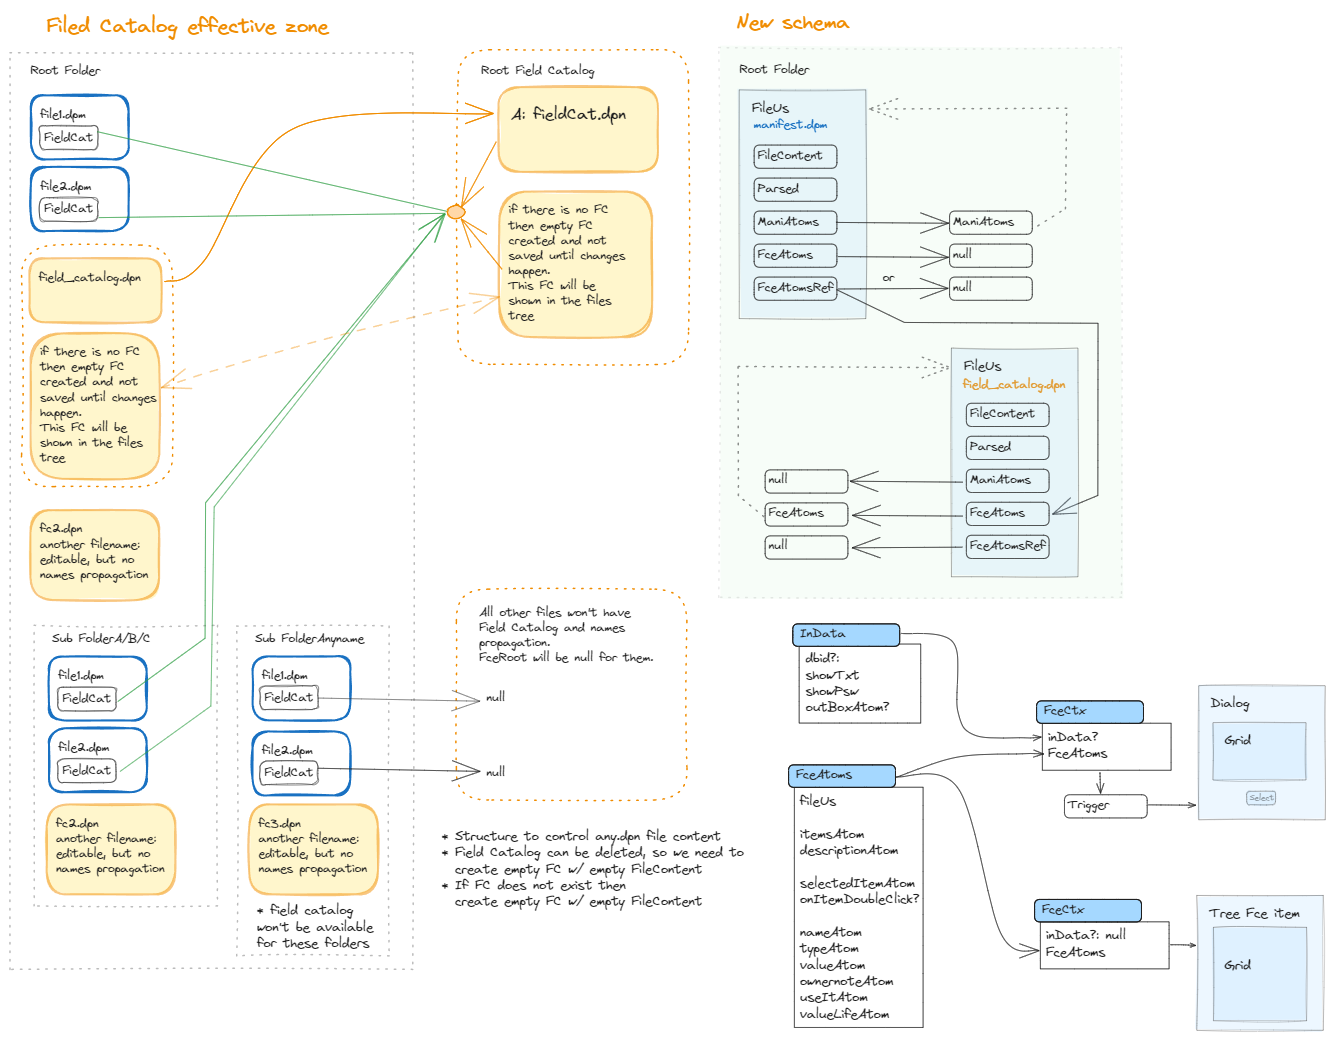 Filed Catalog effective zone
Root Folder
file1.dpm
FieldCat
file2.dpm
FieldCat
field_catalog.dpn
if there is no FC
then empty FC
created and not
saved until changes
happen.
This FC will be
shown in the files
tree
fc2.dpn
another filename:
editable, but no
names propagation
Sub FolderA/B/C
file1.dpm
FieldCat
file2.dpm
FieldCat
fc2.dpn
another filename:
editable, but no
names propagation
Sub FolderAnyname
file1.dpm
FieldCat
file2.dpm
FieldCat
fc3.dpn
another filename:
editable, but no
names propagation
* field catalog
won't be available
for these folders
Root Field Catalog
A: fieldCat.dpn
if there is no FC
then empty FC
created and not
saved until changes
happen.
This FC will be
shown in the files
tree
All other files won't have
Field Catalog and names
propagation.
FceRoot will be null for them.
null
null
* Structure to control any.dpn file content
* Field Catalog can be deleted, so we need to
create empty FC w/ empty FileContent
* If FC does not exist then
create empty FC w/ empty FileContent
New schema
Root Folder
FileUs
manifest.dpm
FileContent
Parsed
ManiAtoms
FceAtoms
FceAtomsRef
ManiAtoms
null
or
null
FileUs
field_catalog.dpn
FileContent
Parsed
ManiAtoms
FceAtoms
FceAtomsRef
null
FceAtoms
null
InData
dbid?:
showTxt
showPsw
outBoxAtom?
FceAtoms
fileUs
itemsAtom
descriptionAtom
selectedItemAtom
onItemDoubleClick?
nameAtom
typeAtom
valueAtom
ownernoteAtom
useItAtom
valueLifeAtom
FceCtx
inData?
FceAtoms
Trigger
Dialog
Grid
Select
FceCtx
inData?: null
FceAtoms
Tree Fce item
Grid